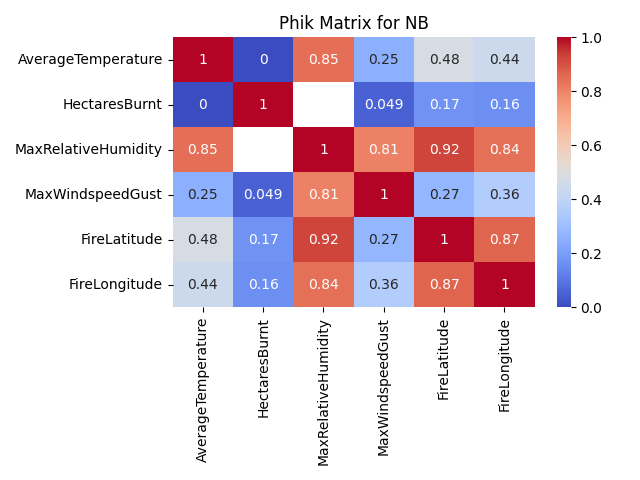 Phik Matrix for NB
AverageTemperature 1 0 0.85 0.25 0.48 0.44
HectaresBurnt 0 1 0.049 0.17 0.16
MaxRelativeHumidity 0.85 1 0.81 0.92 0.84
MaxWindspeedGust 0.25 0.049 0.81 1 0.27 0.36
FireLatitude 0.48 0.17 0.92 0.27 1 0.87
FireLongitude 0.44 0.16 0.84 0.36 0.87 1
AverageTemperature
HectaresBurnt
MaxRelativeHumidity
MaxWindspeedGust
FireLatitude
FireLongitude
1.0
0.8
0.6
0.4
0.2
0.0